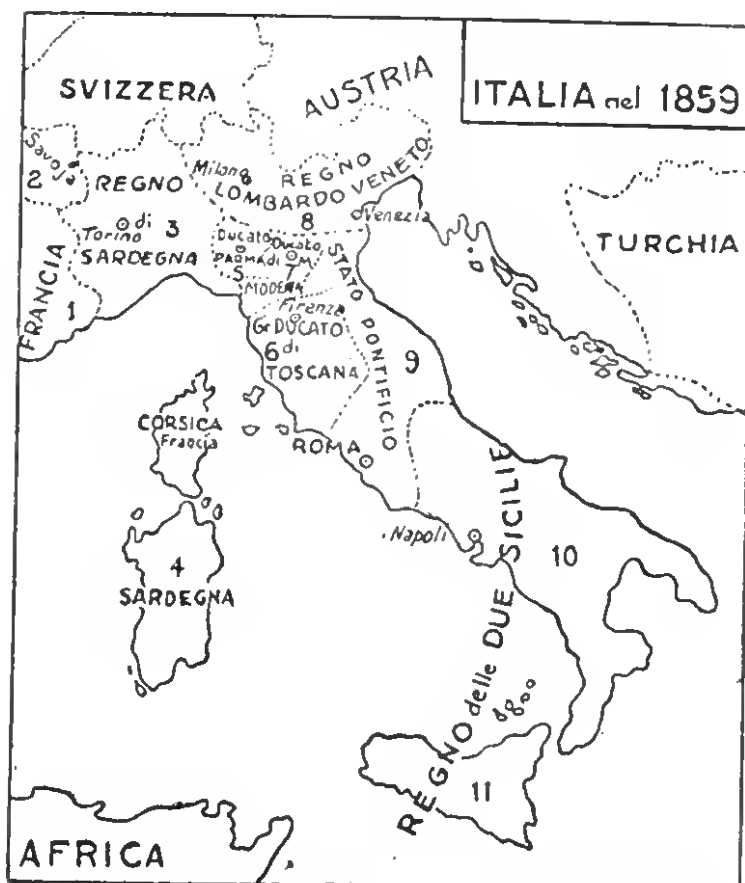 ITALIA nel 1859
SVIZZERA
AUSTRIA
Savoja
2
REGNO
di
SARDEGNA
3
Torino
Milano
REGNO
LOMBARDO VENETO
8
Venezia
TURCHIA
FRANCIA
1
Ducato
PARMA
5
Ducato
di M.
7
MODENA
Firenze
Gr DUCATO
6 di
TOSCANA
STATO PONTIFICIO
9
CORSICA
Francia
ROMA
Napoli
4
SARDEGNA
REGNO delle DUE SICILIE
10
11
AFRICA